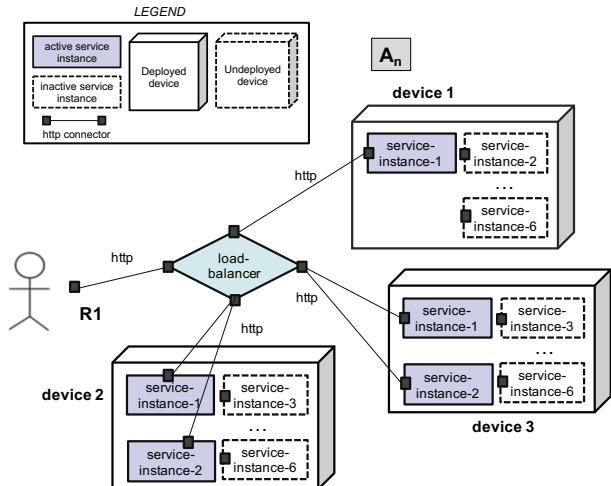 LEGEND
active service
instance
inactive service
instance
http connector
Deployed
device
Undeployed
device
An
device 1
service-
instance-1
service-
instance-2
...
service-
instance-6
http
http
load-
balancer
R1
http
http
device 2
service-
instance-1
service-
instance-3
...
service-
instance-2
service-
instance-6
service-
instance-1
service-
instance-3
...
service-
instance-2
service-
instance-6
device 3